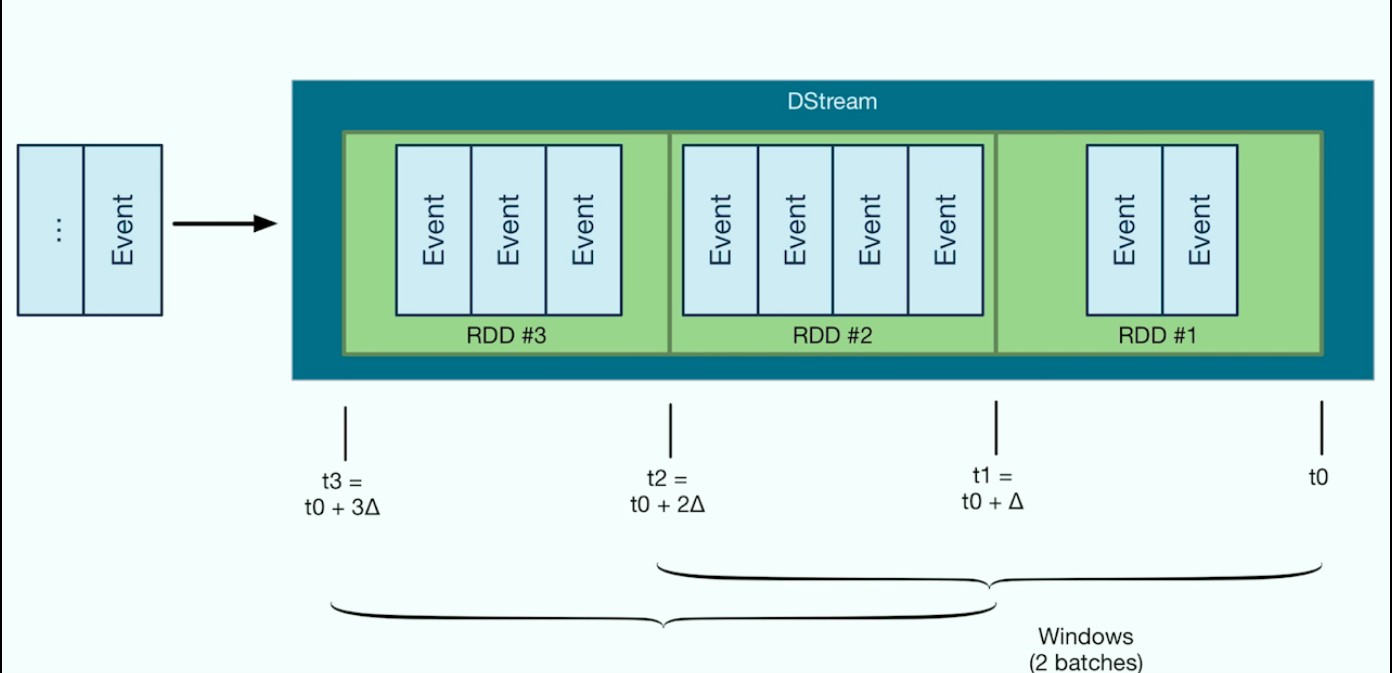 DStream
...
Event
Event
Event
Event
Event
Event
Event
Event
Event
Event
RDD #3
RDD #2
RDD #1
t3 =
t0 + 3Δ
t2 =
t0 + 2Δ
t1 =
t0 + Δ
t0
Windows
(2 batches)